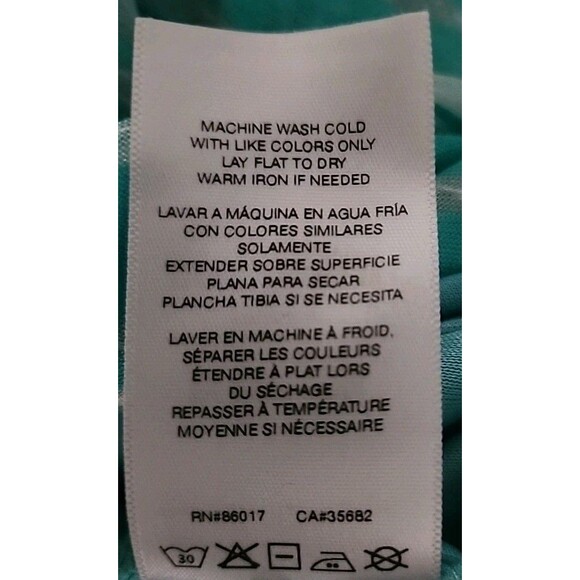 MACHINE WASH COLD
WITH LIKE COLORS ONLY
LAY FLAT TO DRY
WARM IRON IF NEEDED
LAVAR A MÁQUINA EN AGUA FRÍA
CON COLORES SIMILARES
SOLAMENTE
EXTENDER SOBRE SUPERFICIE
PLANA PARA SECAR
PLANCHA TIBIA SI SE NECESITA
LAVER EN MACHINE À FROID,
SÉPARER LES COULEURS
ÉTENDRE À PLAT LORS
DU SÉCHAGE
REPASSER À TEMPÉRATURE
MOYENNE SI NÉCESSAIRE
RN#86017 CA#35682
30